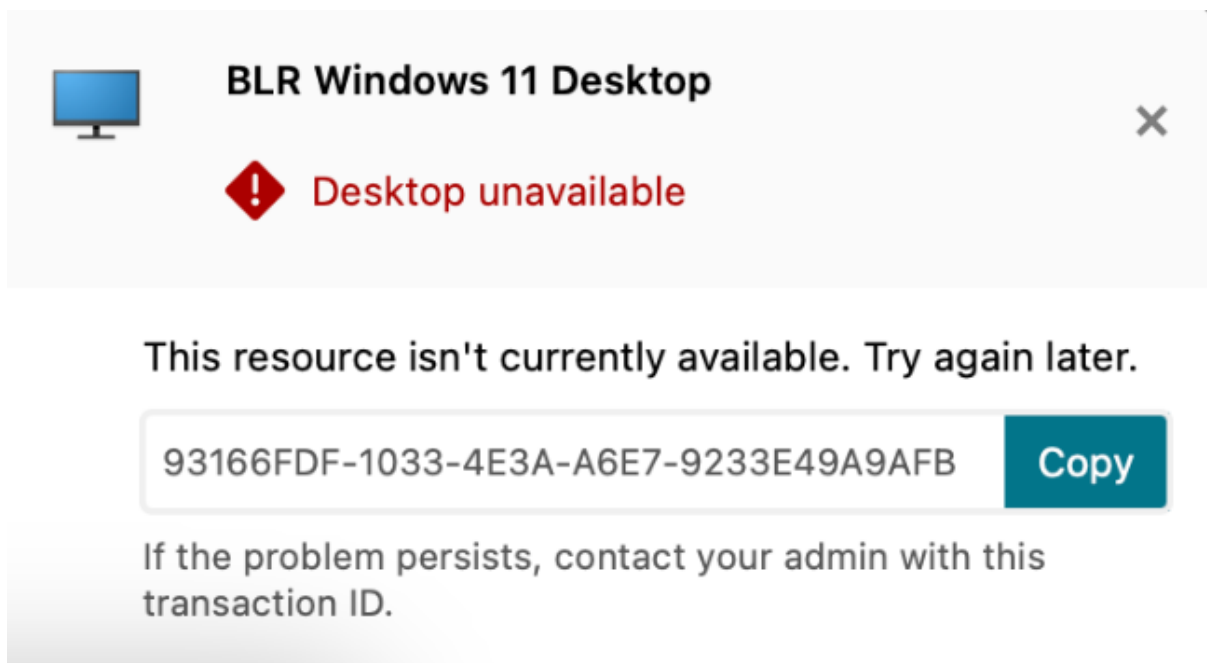 BLR Windows 11 Desktop
Desktop unavailable
This resource isn't currently available. Try again later.
93166FDF-1033-4E3A-A6E7-9233E49A9AFB
Copy
If the problem persists, contact your admin with this
transaction ID.